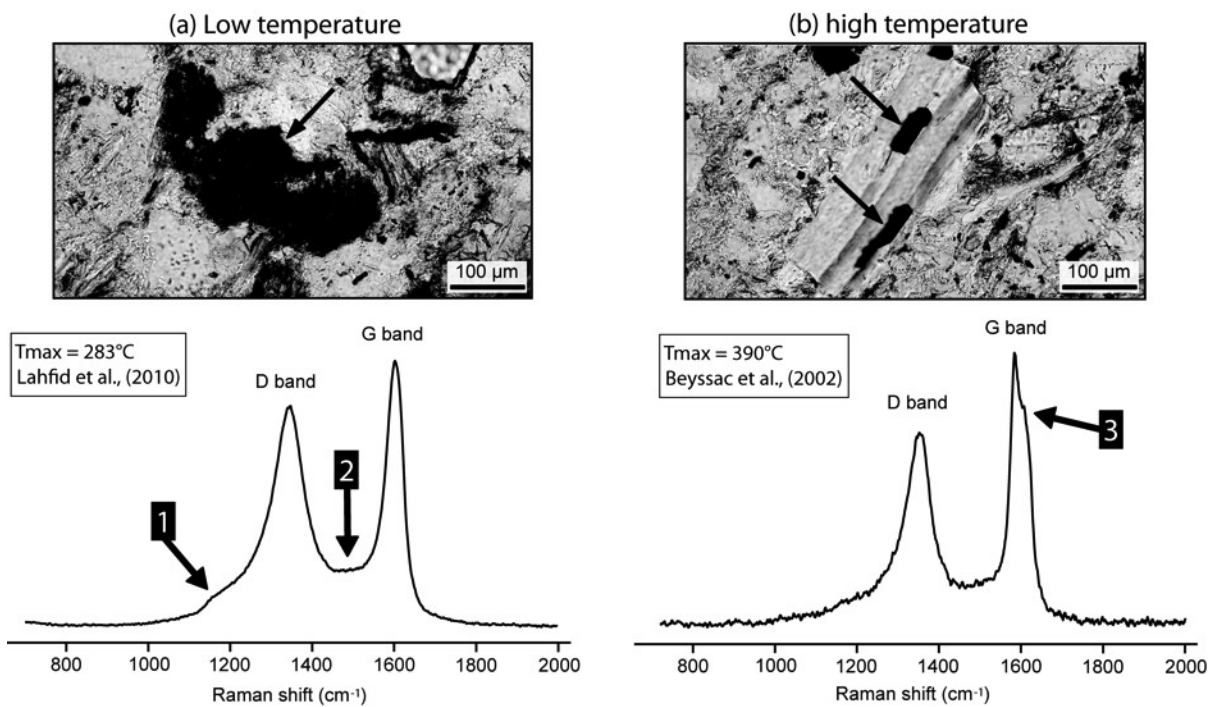 (a) Low temperature
(b) high temperature
100 µm
100 µm
Tmax = 283°C
Lahfid et al., (2010)
D band
G band
1
2
800 1000 1200 1400 1600 1800 2000
Raman shift (cm-1)
Tmax = 390°C
Beyssac et al., (2002)
D band
G band
3
800 1000 1200 1400 1600 1800 2000
Raman shift (cm-1)